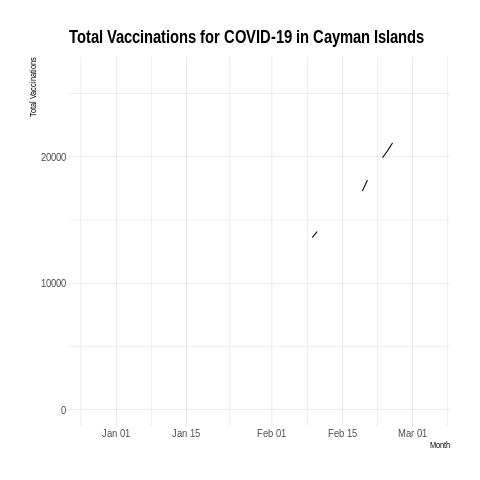 Total Vaccinations for COVID-19 in Cayman Islands
Total Vaccinations
20000
10000
0
Jan 01
Jan 15
Feb 01
Feb 15
Mar 01
Month